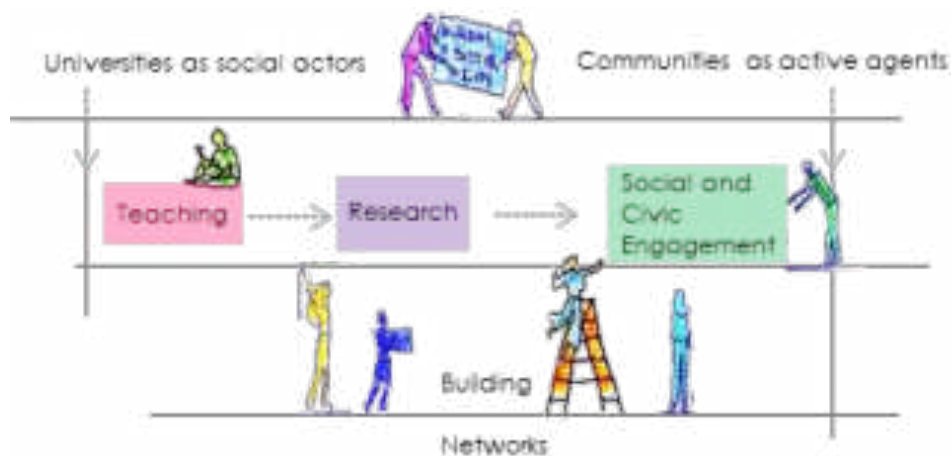 Universities as social actors
Communities as active agents
Teaching
Research
Social and
Civic
Engagement
Building
Networks